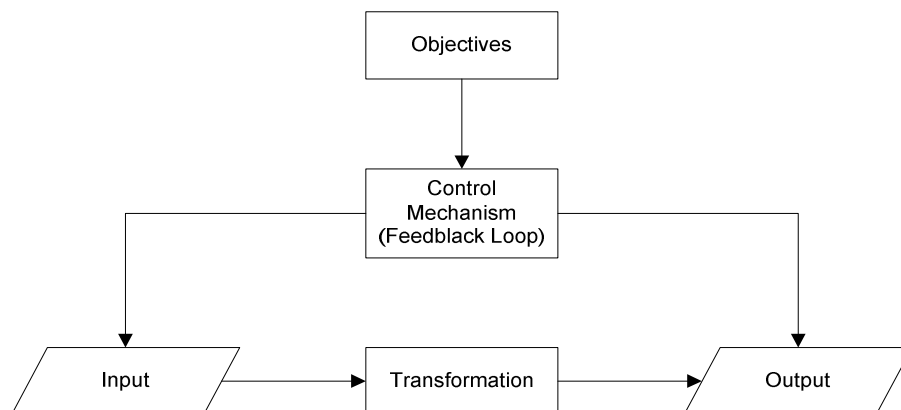 Objectives
Control
Mechanism
(Feedblack Loop)
Input
Transformation
Output